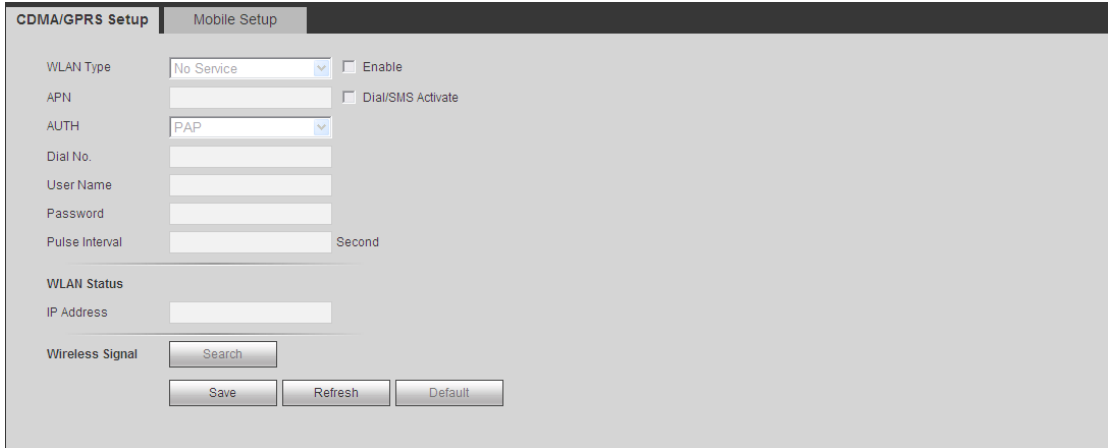 CDMA/GPRS Setup Mobile Setup
WLAN Type No Service Enable
APN Dial/SMS Activate
AUTH PAP
Dial No.
User Name
Password
Pulse Interval Second
WLAN Status
IP Address
Wireless Signal Search
Save Refresh Default